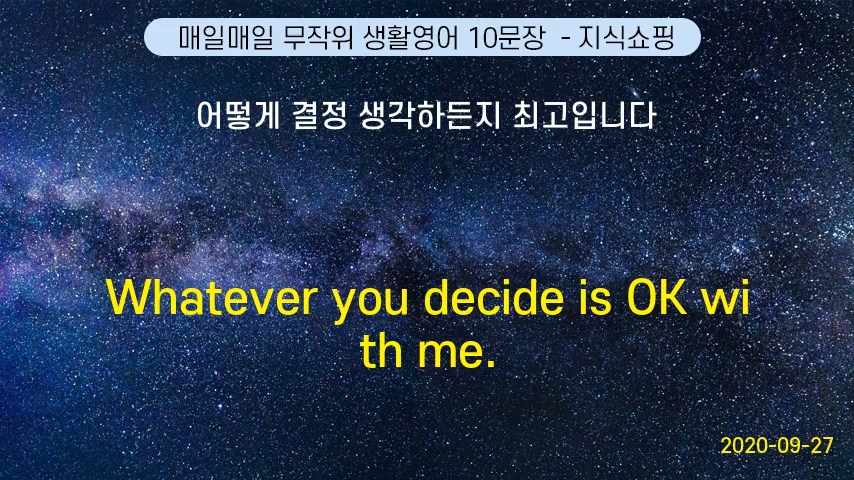 매일매일 무작위 생활영어 10문장 - 지식쇼핑
어떻게 결정 생각하든지 최고입니다
Whatever you decide is OK wi
th me.
2020-09-27